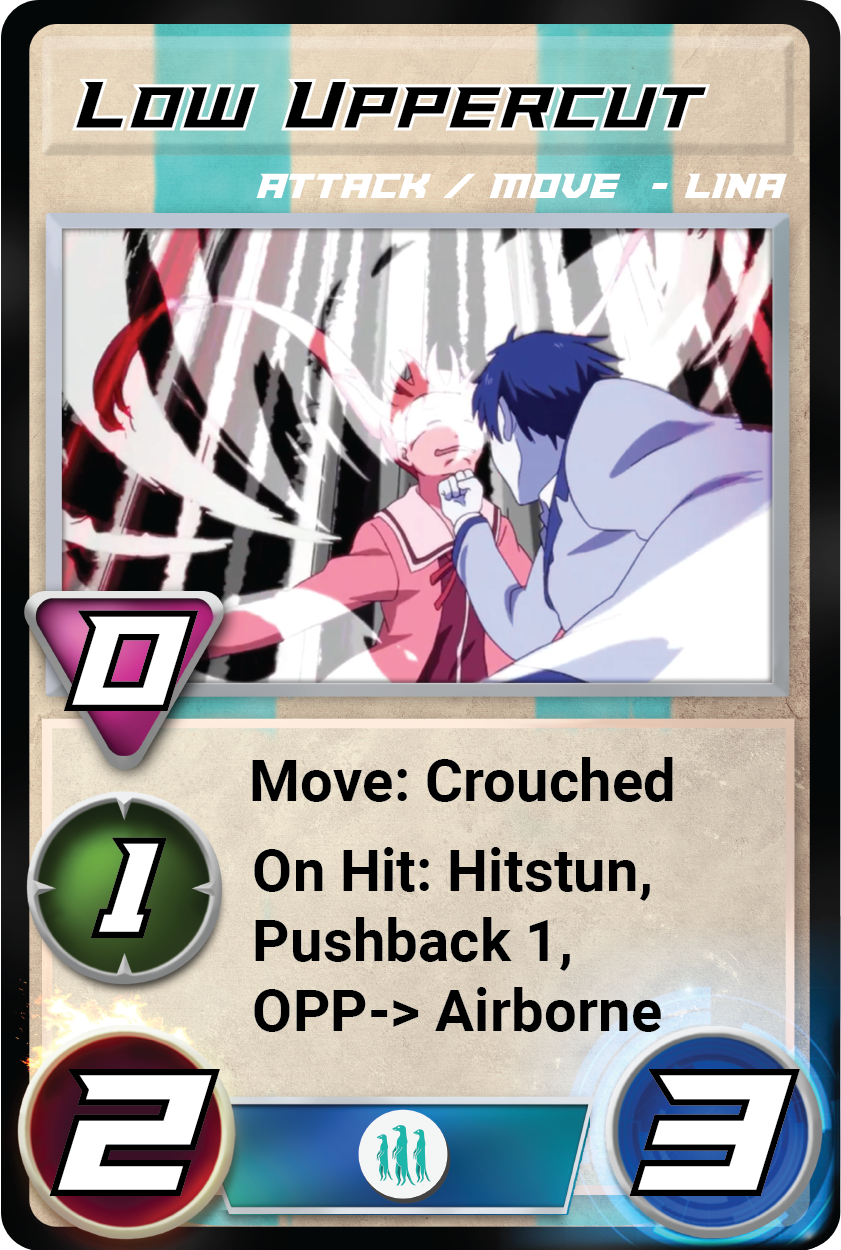 Low Uppercut
ATTACK / MOVE - LINA
0
Move: Crouched
1
On Hit: Hitstun,
Pushback 1,
OPP-> Airborne
2
3